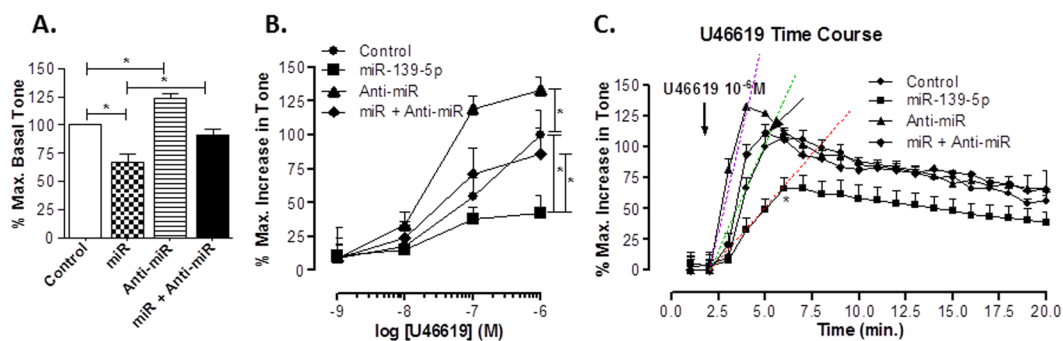 A.
% Max. Basal Tone
150
125
100
75
50
25
0
*
*
*
Control
miR
Anti-miR
miR + Anti-miR
B.
Control
miR-139-5p
Anti-miR
miR + Anti-miR
% Max. Increase in Tone
150
125
100
75
50
25
0
-9
-8
-7
-6
log [U46619] (M)
*
*
*
C.
U46619 Time Course
U46619 10⁻⁶ M
Control
miR-139-5p
Anti-miR
miR + Anti-miR
% Max. Increase in Tone
150
125
100
75
50
25
0
*
0.0 2.5 5.0 7.5 10.0 12.5 15.0 17.5 20.0
Time (min.)